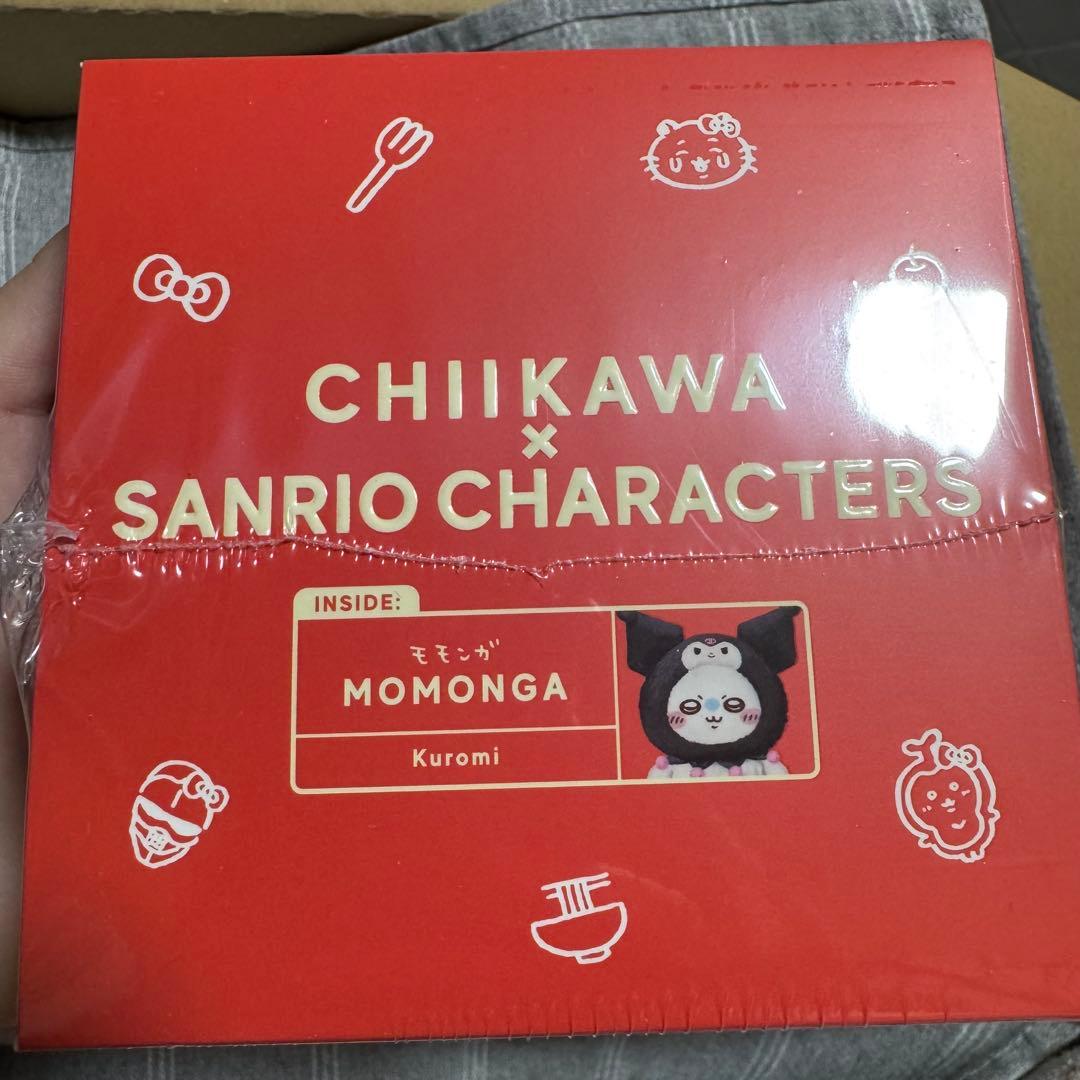 CHIIKAWA
×
SANRIO CHARACTERS
INSIDE:
モモンガ
MOMONGA
Kuromi